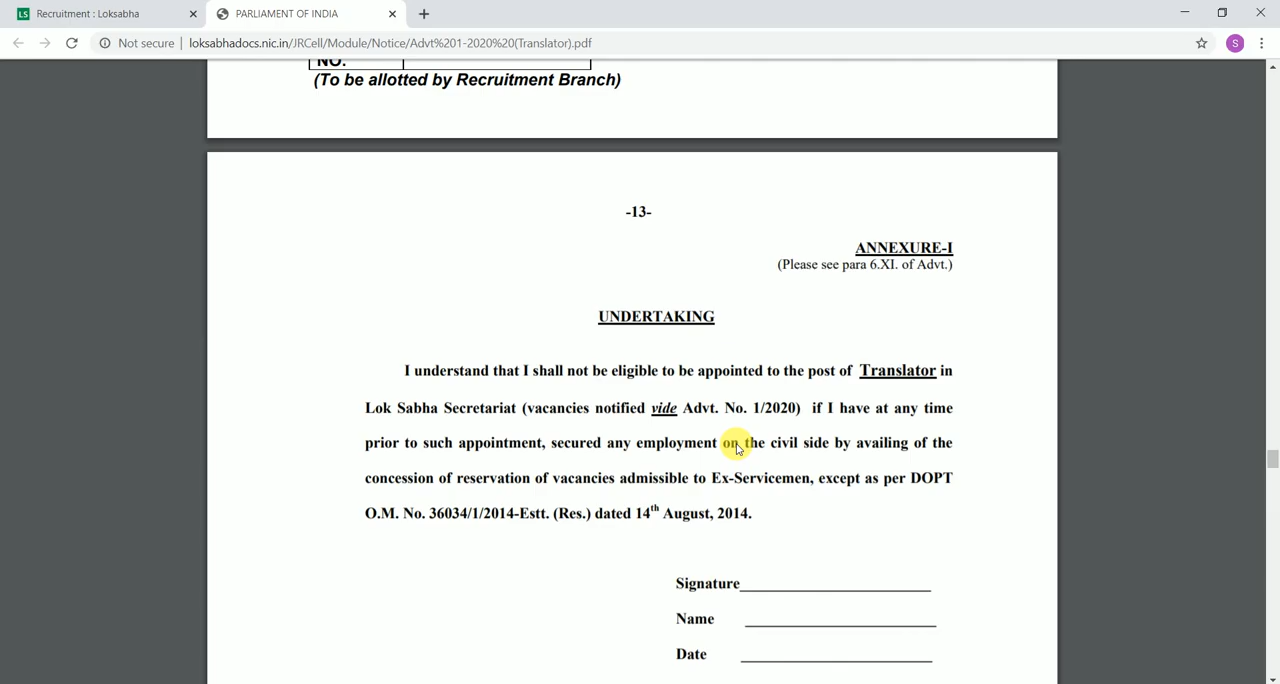 Recruitment : Loksabha
PARLIAMENT OF INDIA
Not secure | loksabhadocs.nic.in/JRCell/Module/Notice/Advt%201-2020%20(Translator).pdf
S
NO.
(To be allotted by Recruitment Branch)
-13-
ANNEXURE-I
(Please see para 6.XI. of Advt.)
UNDERTAKING
I understand that I shall not be eligible to be appointed to the post of Translator in
Lok Sabha Secretariat (vacancies notified vide Advt. No. 1/2020) if I have at any time
prior to such appointment, secured any employment on the civil side by availing of the
concession of reservation of vacancies admissible to Ex-Servicemen, except as per DOPT
O.M. No. 36034/1/2014-Estt. (Res.) dated 14th August, 2014.
Signature
Name
Date